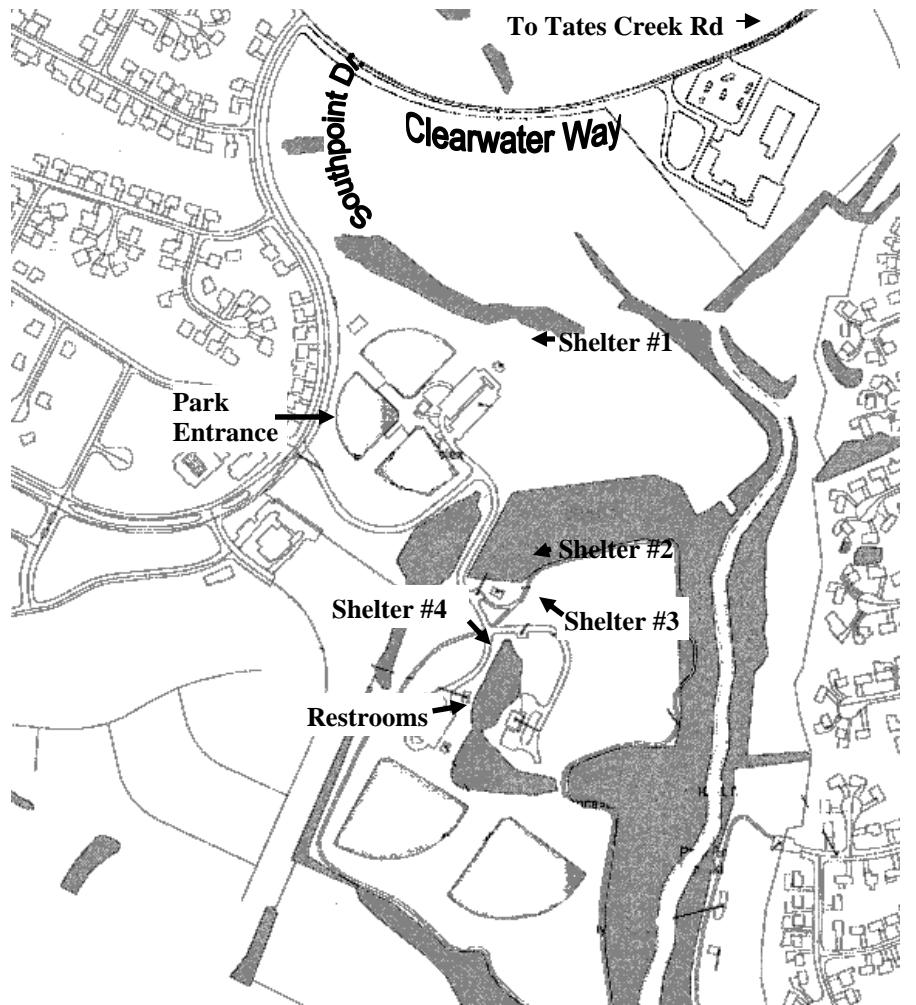 To Tates Creek Rd
Southpoint Dr.
Clearwater Way
Shelter #1
Park
Entrance
Shelter #2
Shelter #4
Shelter #3
Restrooms